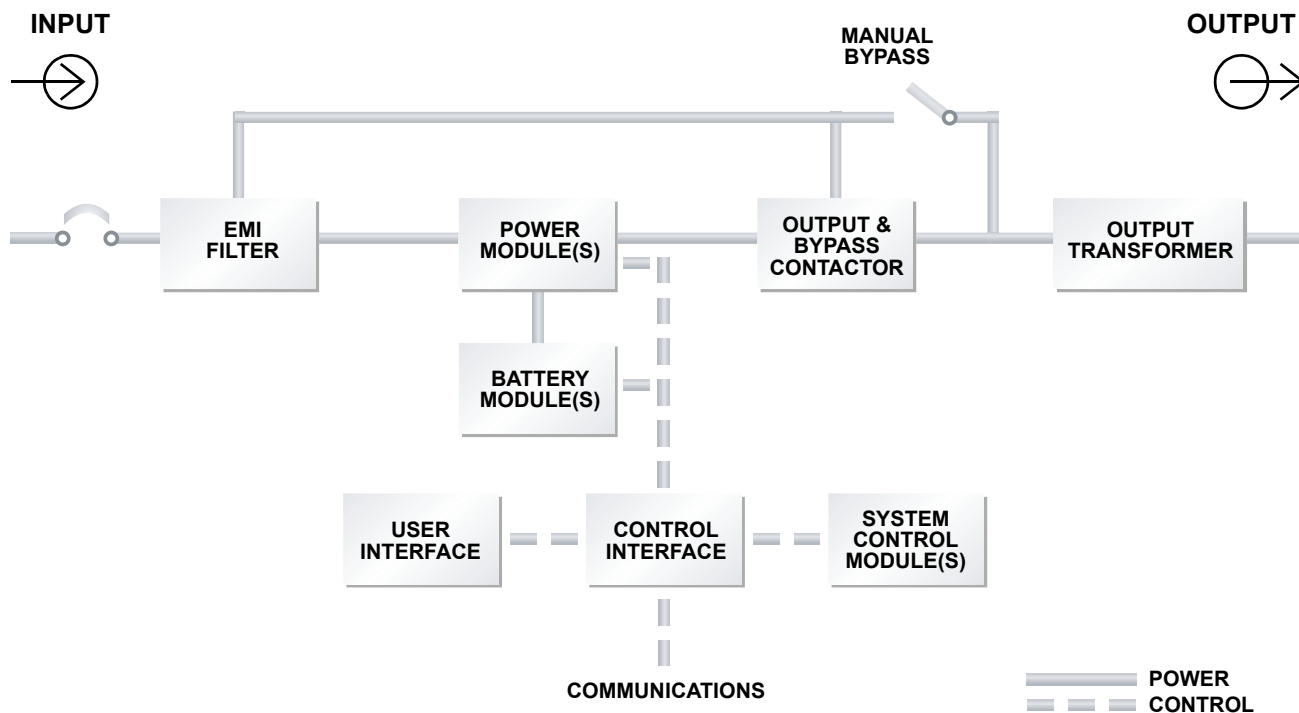 INPUT
OUTPUT
MANUAL
BYPASS
EMI
FILTER
POWER
MODULE(S)
OUTPUT &
BYPASS
CONTACTOR
OUTPUT
TRANSFORMER
BATTERY
MODULE(S)
USER
INTERFACE
CONTROL
INTERFACE
SYSTEM
CONTROL
MODULE(S)
COMMUNICATIONS
POWER
CONTROL